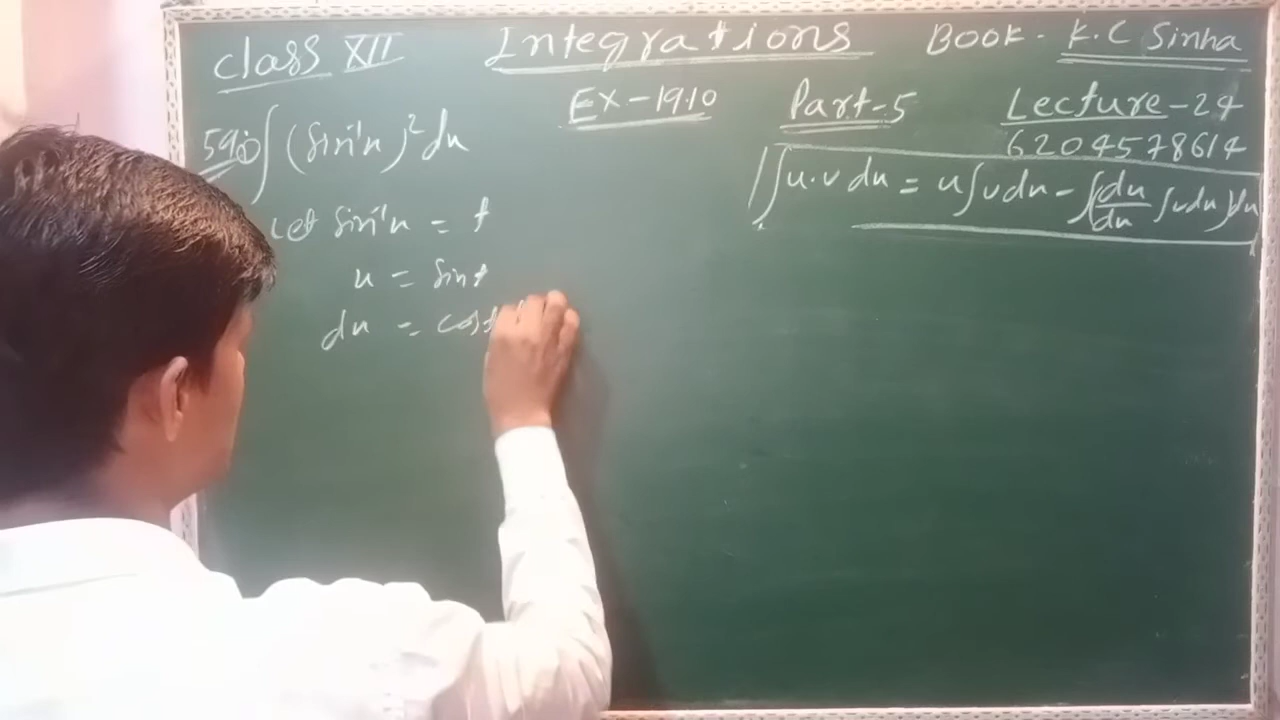 Class XII Integrations Book - K.C Sinha
Ex-19.10 Part-5 Lecture-24
6204578614
59.(i) ∫(sin⁻¹x)² dx
∫u.v dx = u∫v dx - ∫(du/dx ∫v dx) dx
Let sin⁻¹x = t
x = sin t
dx = cos t